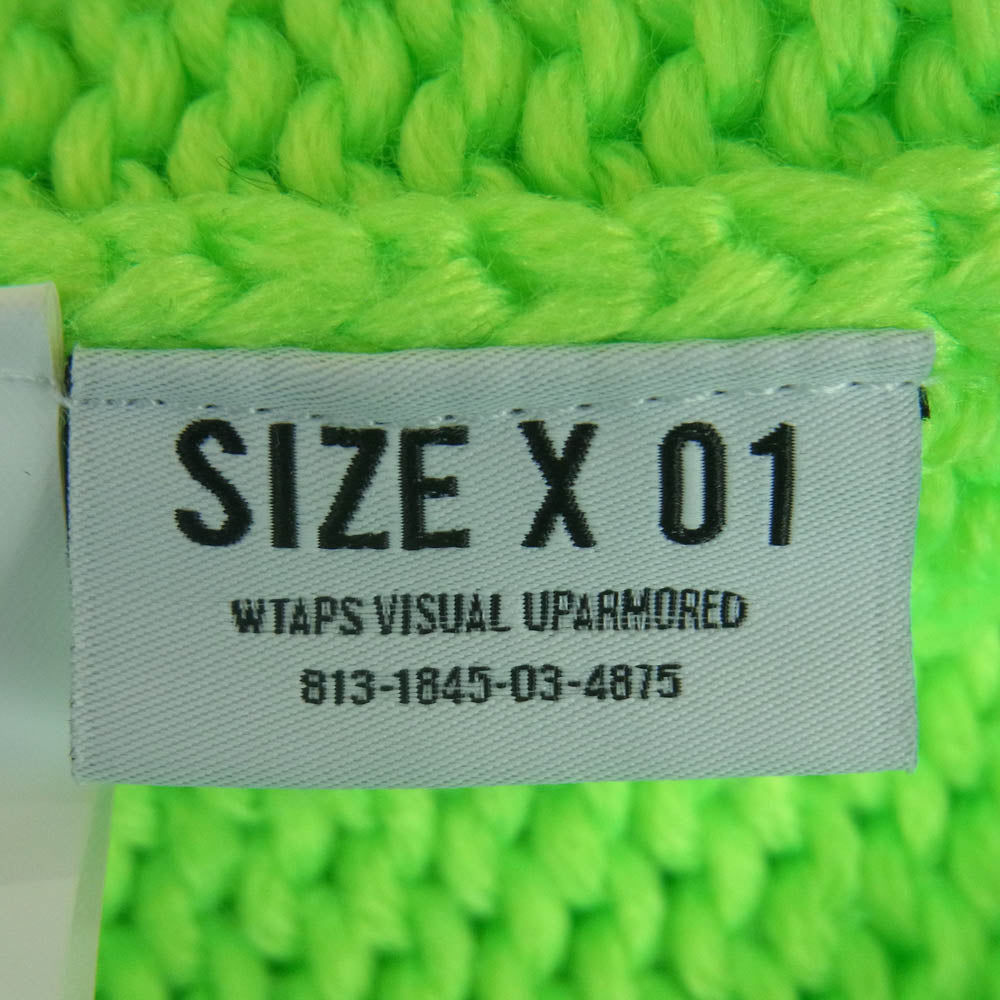 SIZE X 01
WTAPS VISUAL UPARMORED
813-1845-03-4875